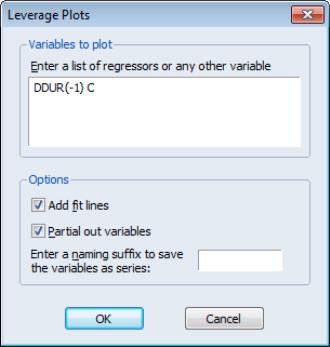 Leverage Plots
Variables to plot
Enter a list of regressors or any other variable
DDUR(-1) C
Options
Add fit lines
Partial out variables
Enter a naming suffix to save
the variables as series:
OK
Cancel